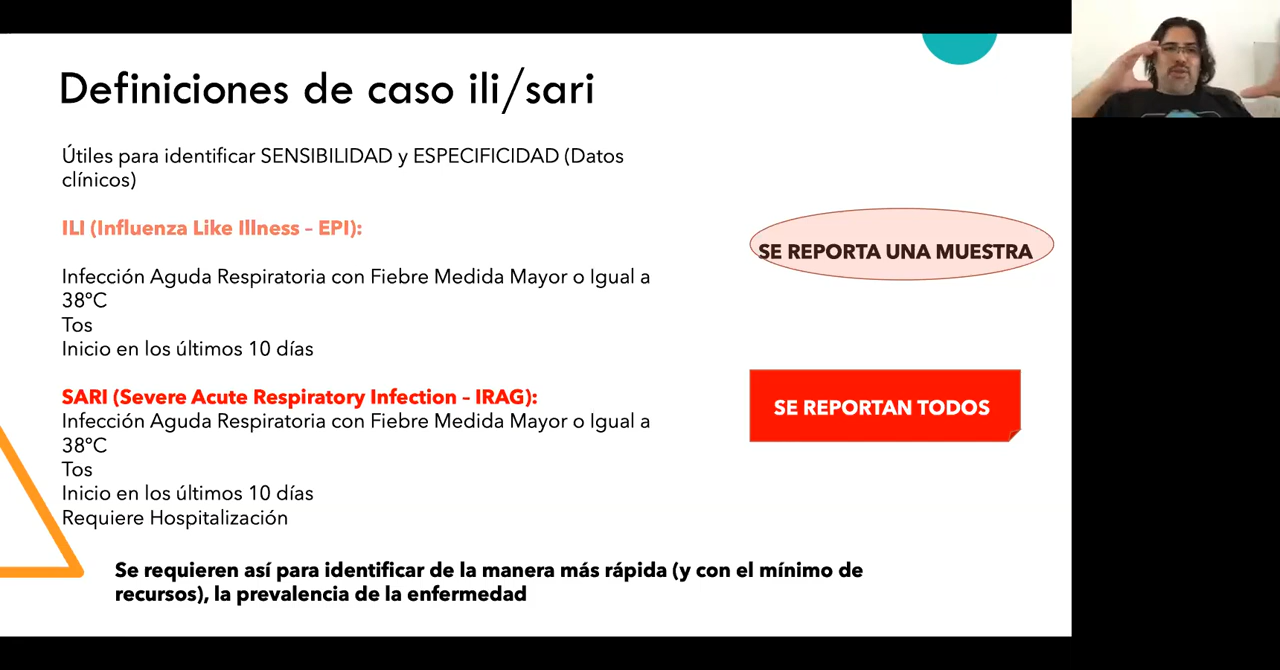 Definiciones de caso ili/sari
Útiles para identificar SENSIBILIDAD y ESPECIFICIDAD (Datos
clínicos)
ILI (Influenza Like Illness – EPI):
Infección Aguda Respiratoria con Fiebre Medida Mayor o Igual a
38ºC
Tos
Inicio en los últimos 10 días
SE REPORTA UNA MUESTRA
SARI (Severe Acute Respiratory Infection – IRAG):
Infección Aguda Respiratoria con Fiebre Medida Mayor o Igual a
38ºC
Tos
Inicio en los últimos 10 días
Requiere Hospitalización
SE REPORTAN TODOS
Se requieren así para identificar de la manera más rápida (y con el mínimo de
recursos), la prevalencia de la enfermedad